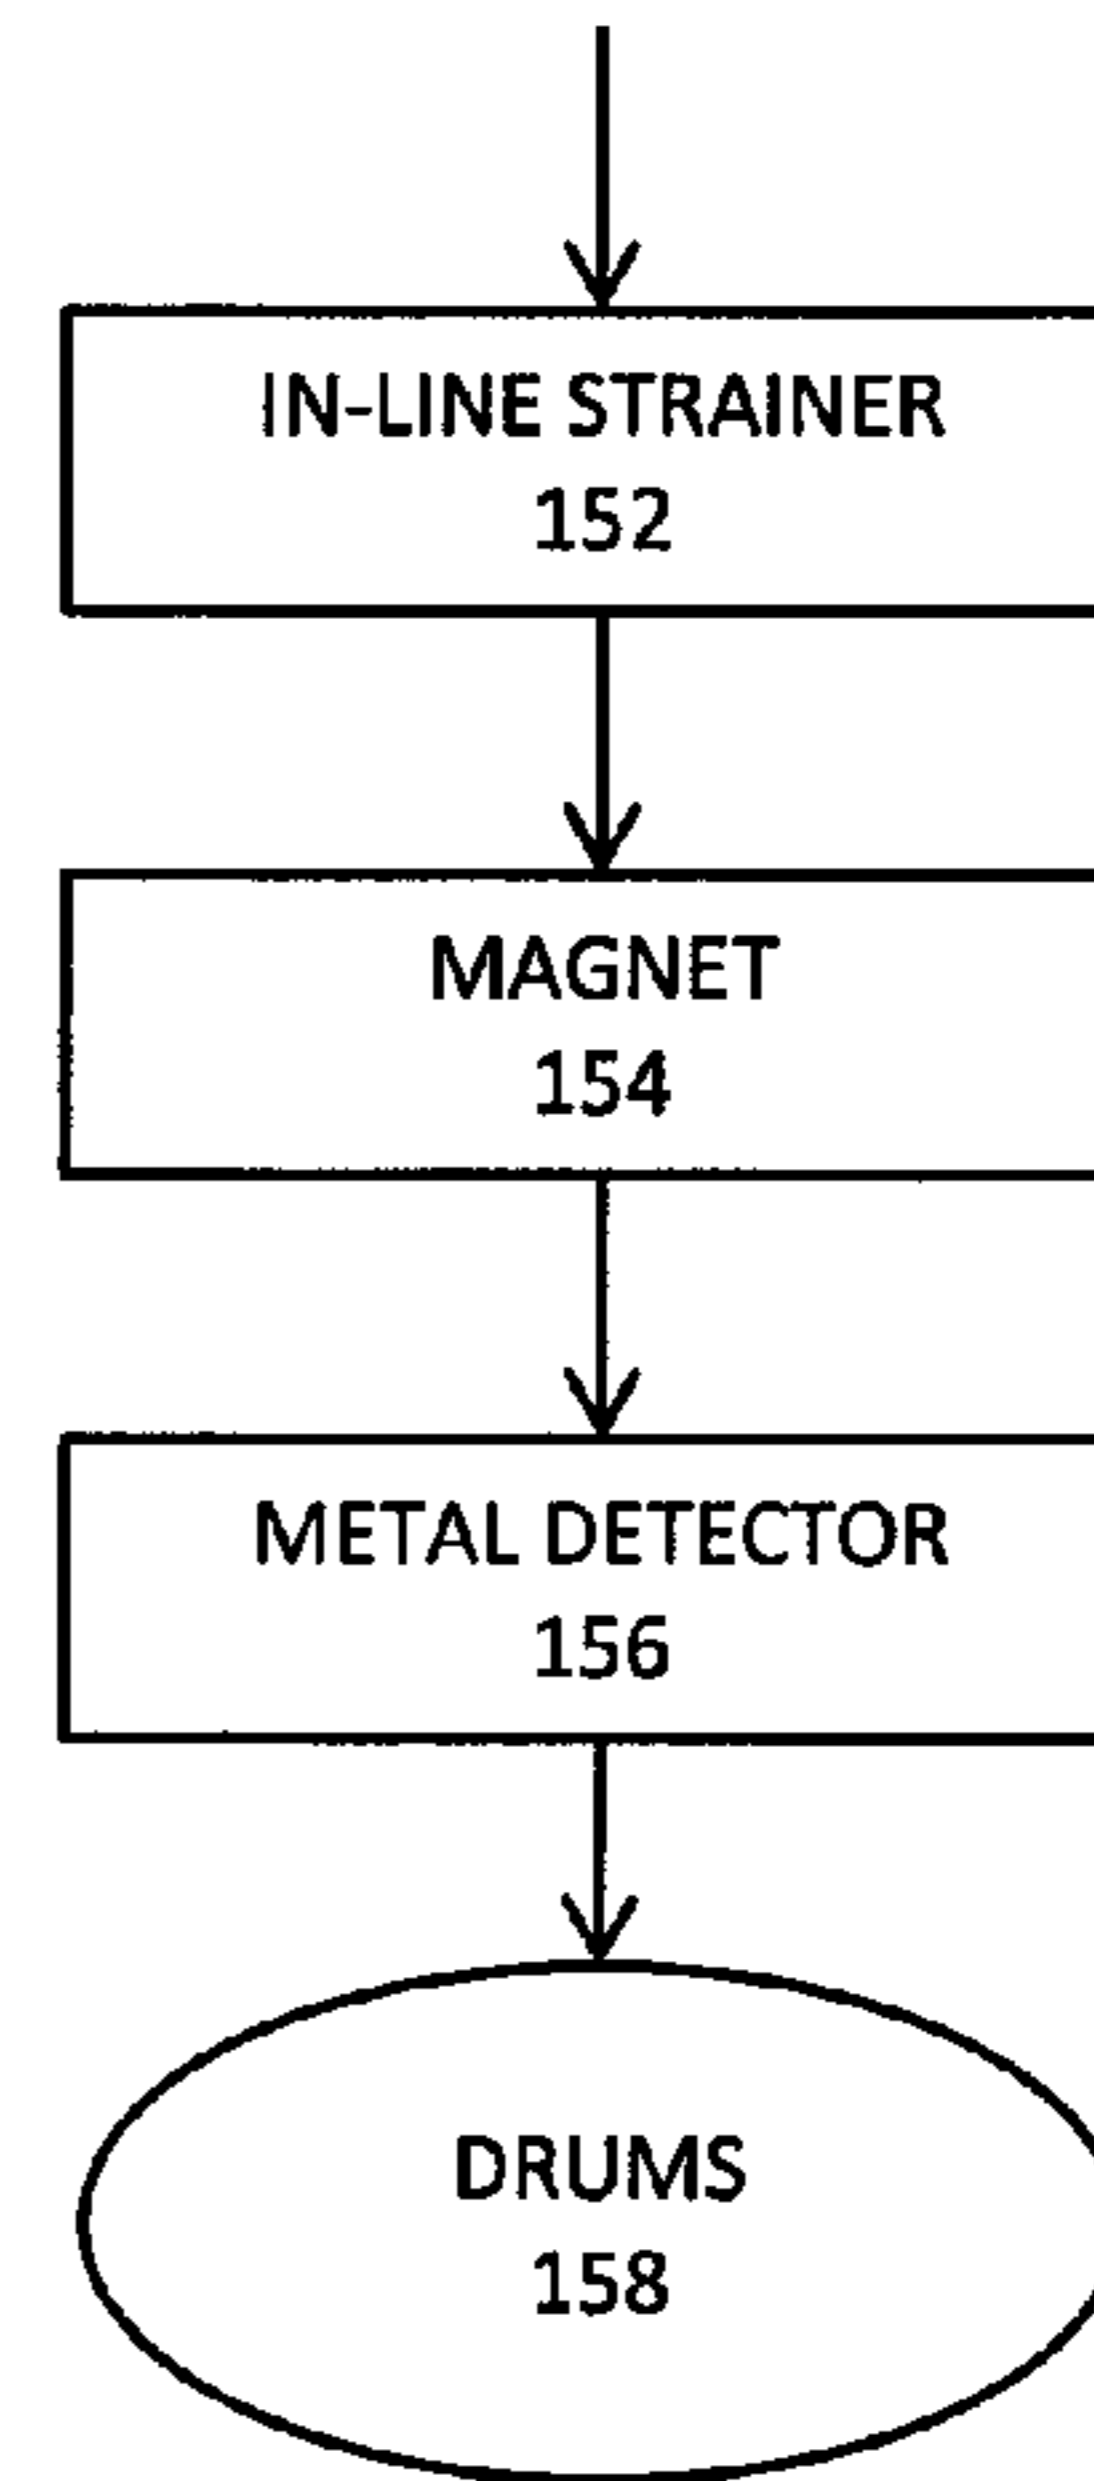 IN-LINE STRAINER
152
MAGNET
154
METAL DETECTOR
156
DRUMS
158